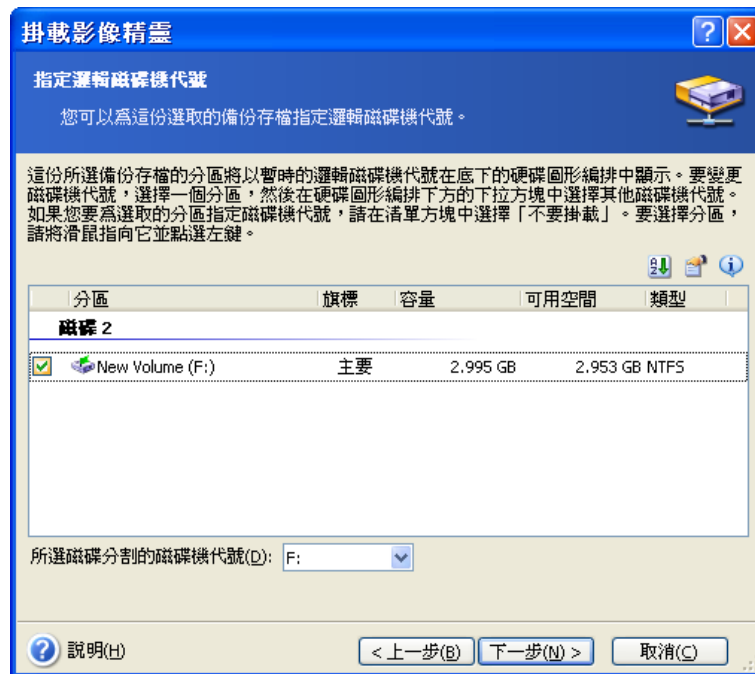 掛載影像精靈
指定邏輯磁碟機代號
您可以為這份選取的備份存檔指定邏輯磁碟機代號。
這份所選備份存檔的分區將以暫時的邏輯磁碟機代號在底下的硬碟圖形編排中顯示。要變更
磁碟機代號，選擇一個分區，然後在硬碟圖形編排下方的下拉方塊中選擇其他磁碟機代號。
如果您要為選取的分區指定磁碟機代號，請在清單方塊中選擇「不要掛載」。要選擇分區，
請將滑鼠指向它並點選左鍵。
分區 旗標 容量 可用空間 類型
磁碟 2
New Volume (F:) 主要 2.995 GB 2.953 GB NTFS
所選磁碟分割的磁碟機代號(D): F:
說明(H) < 上一步(B) 下一步(N) > 取消(C)